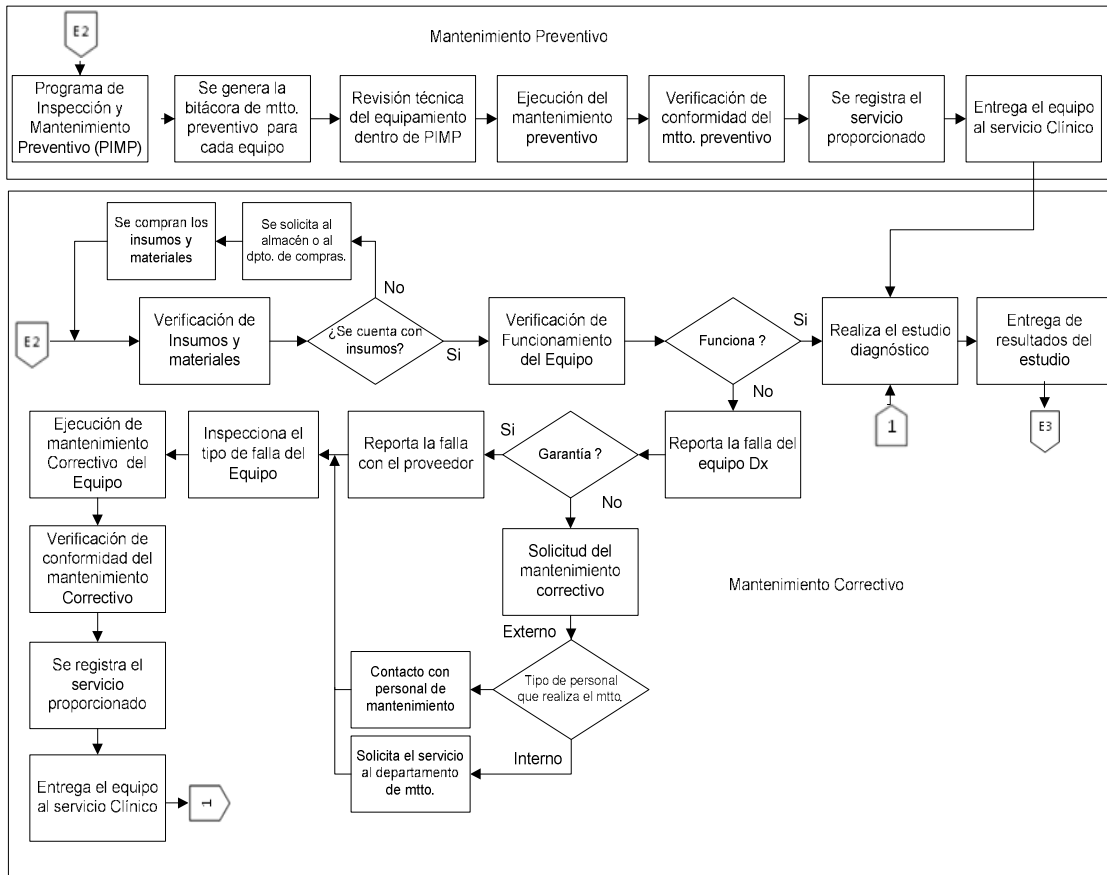 E2
Mantenimiento Preventivo
Programa de
Inspección y
Mantenimiento
Preventivo (PIMP)
Se genera la
bitácora de mtto.
preventivo para
cada equipo
Revisión técnica
del equipamiento
dentro de PIMP
Ejecución del
mantenimiento
preventivo
Verificación de
conformidad del
mtto. preventivo
Se registra el
servicio
proporcionado
Entrega el equipo
al servicio Clínico
Se compran los
insumos y
materiales
Se solicita al
almacén o al
dpto. de compras.
No
E2
Verificación de
Insumos y
materiales
¿Se cuenta con
insumos?
Si
Verificación de
Funcionamiento
del Equipo
Funciona ?
Si
Realiza el estudio
diagnóstico
Entrega de
resultados del
estudio
No
1
E3
Ejecución de
mantenimiento
Correctivo del
Equipo
Inspecciona el
tipo de falla del
Equipo
Reporta la falla
con el proveedor
Si
Garantía ?
Reporta la falla del
equipo Dx
No
Verificación de
conformidad del
mantenimiento
Correctivo
Solicitud del
mantenimiento
correctivo
Mantenimiento Correctivo
Externo
Se registra el
servicio
proporcionado
Contacto con
personal de
mantenimiento
Tipo de personal
que realiza el mtto.
Interno
Solicita el servicio
al departamento
de mtto.
Entrega el equipo
al servicio Clínico
1